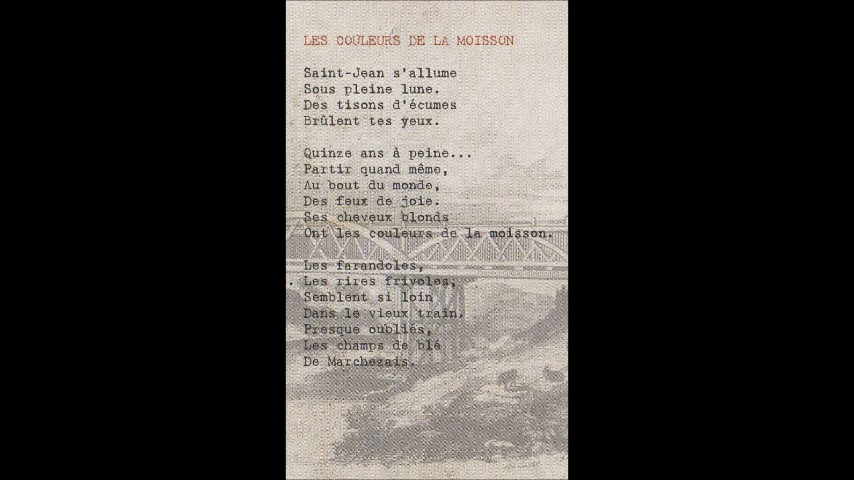 LES COULEURS DE LA MOISSON
Saint-Jean s'allume
Sous pleine lune.
Des tisons d'écumes
Brûlent tes yeux.
Quinze ans à peine...
Partir quand même,
Au bout du monde,
Des feux de joie.
Ses cheveux blonds
Ont les couleurs de la moisson.
Les farandoles,
. Les rires frivoles,
Semblent si loin
Dans le vieux train.
Presque oubliés,
Les champs de blé
De Marchezais.